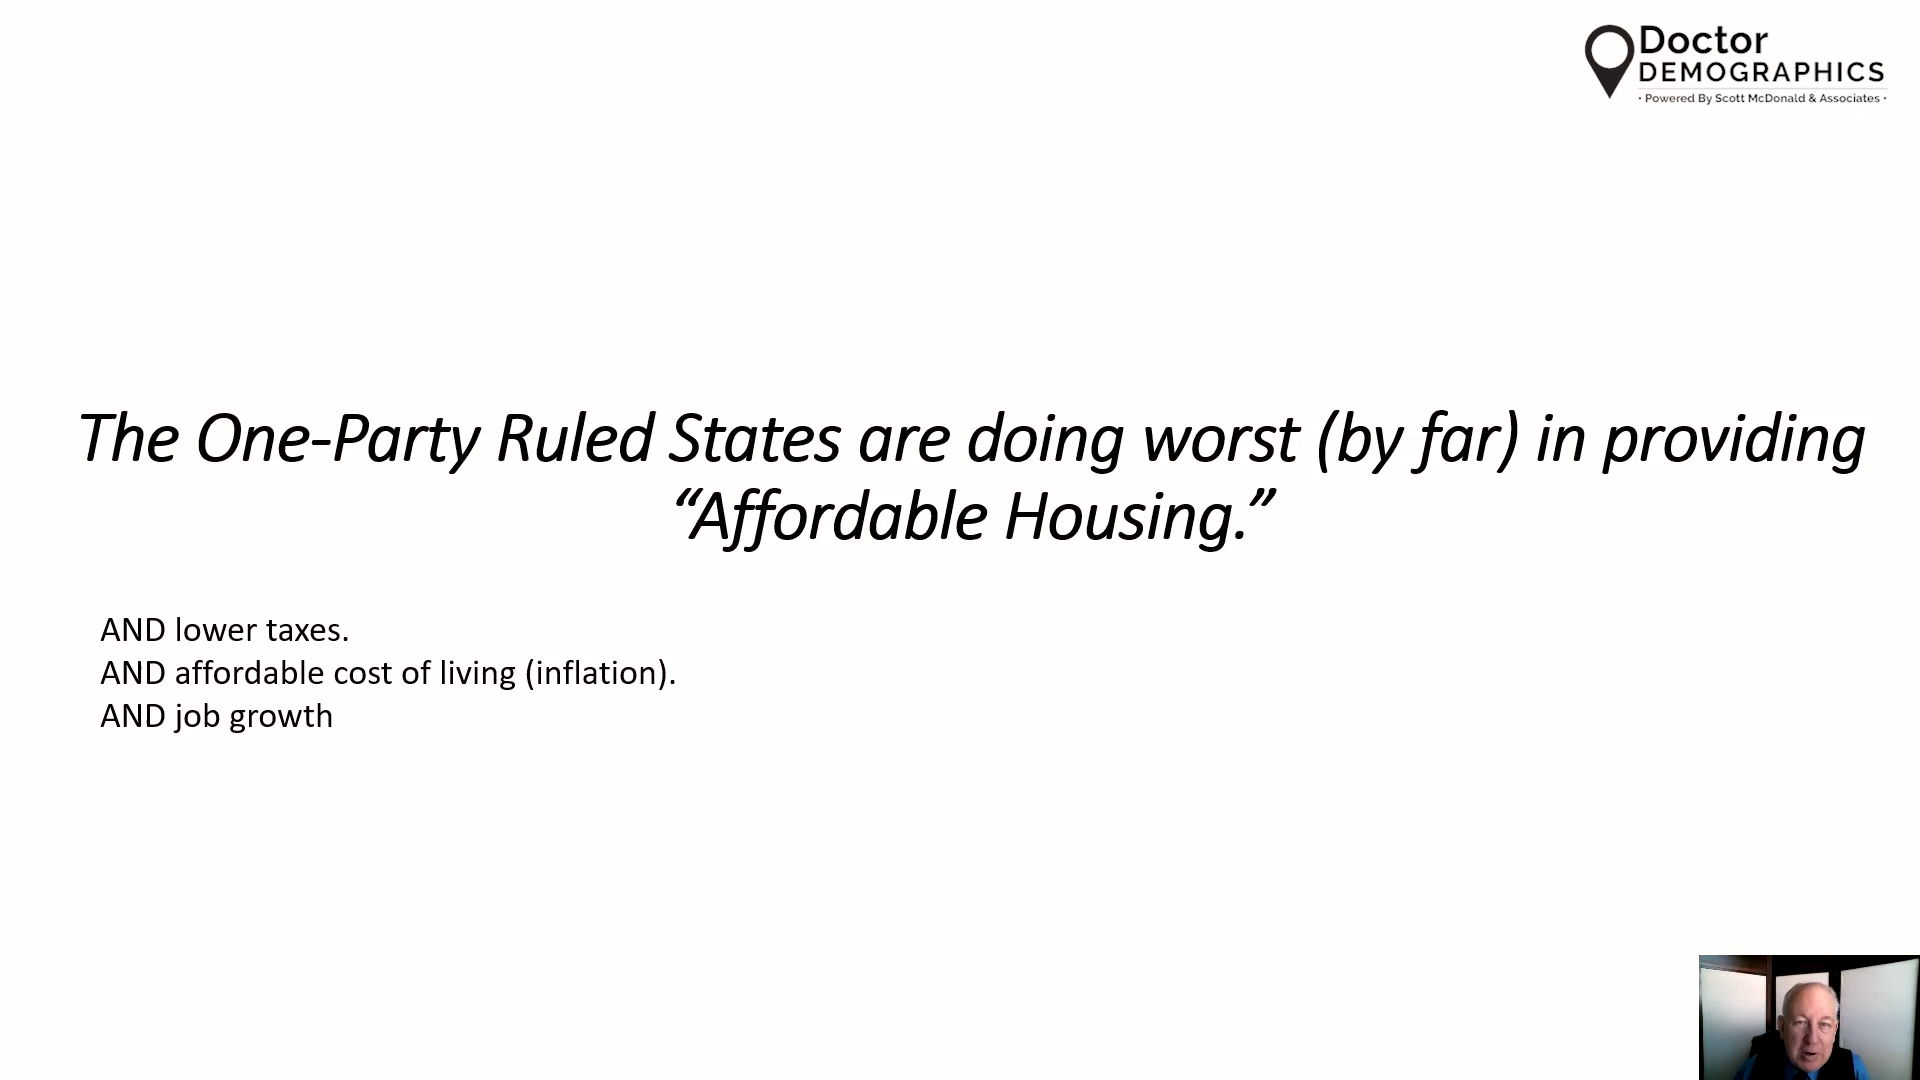 Doctor
DEMOGRAPHICS
· Powered By Scott McDonald & Associates ·
The One-Party Ruled States are doing worst (by far) in providing
“Affordable Housing.”
AND lower taxes.
AND affordable cost of living (inflation).
AND job growth